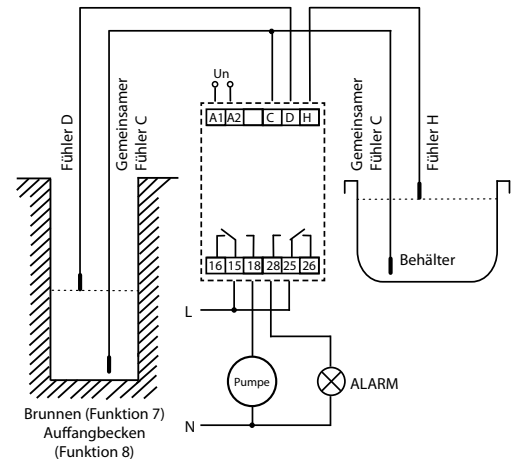 Un
A1 A2 C D H
Fühler D
Gemeinsamer
Fühler C
Gemeinsamer
Fühler C
Fühler H
Behälter
16 15 18 28 25 26
L
Pumpe
ALARM
N
Brunnen (Funktion 7)
Auffangbecken
(Funktion 8)